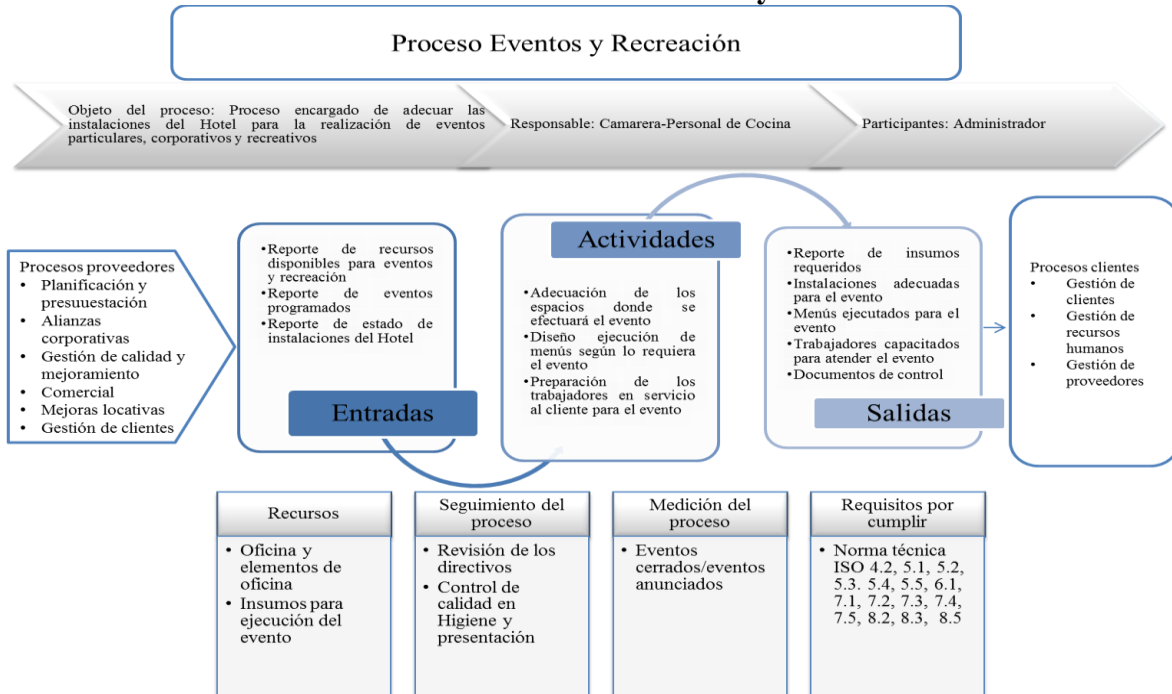 y
Proceso Eventos y Recreación
Objeto del proceso: Proceso encargado de adecuar las
instalaciones del Hotel para la realización de eventos
particulares, corporativos y recreativos
Responsable: Camarera-Personal de Cocina
Participantes: Administrador
Procesos proveedores
• Planificación y
presuuestación
• Alianzas
corporativas
• Gestión de calidad y
mejoramiento
• Comercial
• Mejoras locativas
• Gestión de clientes
•Reporte de recursos
disponibles para eventos
y recreación
•Reporte de eventos
programados
•Reporte de estado de
instalaciones del Hotel
Entradas
Actividades
•Adecuación de los
espacios donde se
efectuará el evento
•Diseño ejecución de
menús según lo requiera
el evento
•Preparación de los
trabajadores en servicio
al cliente para el evento
•Reporte de insumos
requeridos
•Instalaciones adecuadas
para el evento
•Menús ejecutados para el
evento
•Trabajadores capacitados
para atender el evento
•Documentos de control
Salidas
Procesos clientes
• Gestión de
clientes
• Gestión de
recursos
humanos
• Gestión de
proveedores
Recursos
• Oficina y
elementos de
oficina
• Insumos para
ejecución del
evento
Seguimiento del
proceso
• Revisión de los
directivos
• Control de
calidad en
Higiene y
presentación
Medición del
proceso
• Eventos
cerrados/eventos
anunciados
Requisitos por
cumplir
• Norma técnica
ISO 4.2, 5.1, 5.2,
5.3. 5.4, 5.5, 6.1,
7.1, 7.2, 7.3, 7.4,
7.5, 8.2, 8.3, 8.5